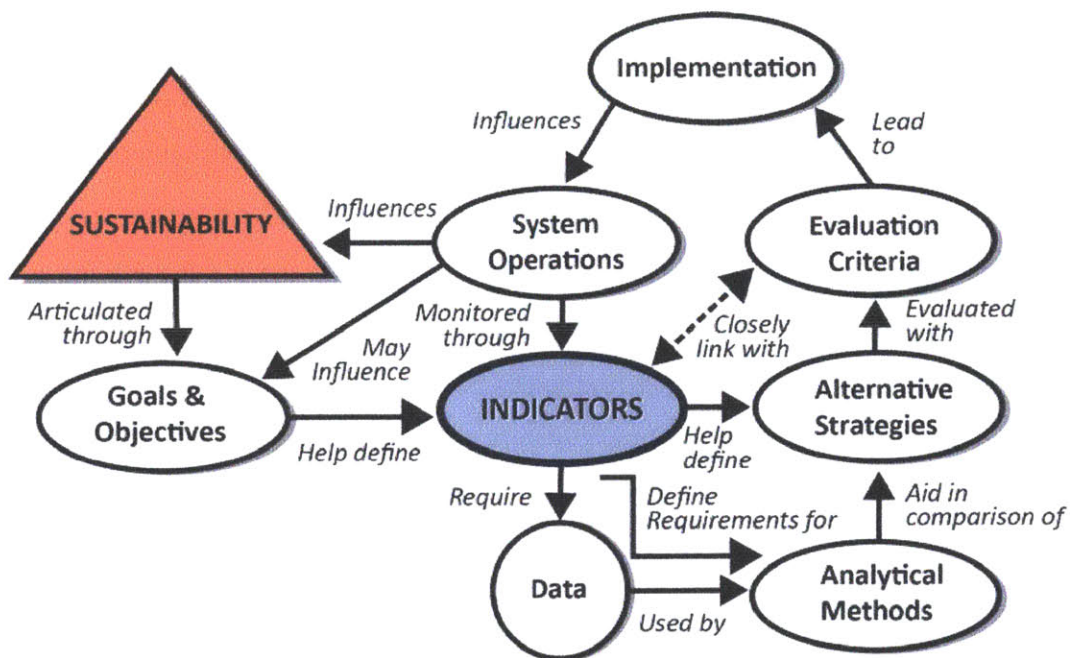 Implementation
Influences
Lead
to
SUSTAINABILITY
Influences
System
Operations
Evaluation
Criteria
Articulated
through
May
Influence
Monitored
through
Closely
link with
Evaluated
with
Goals &
Objectives
Help define
INDICATORS
Help
define
Alternative
Strategies
Require
Define
Requirements for
Aid in
comparison of
Data
Used by
Analytical
Methods